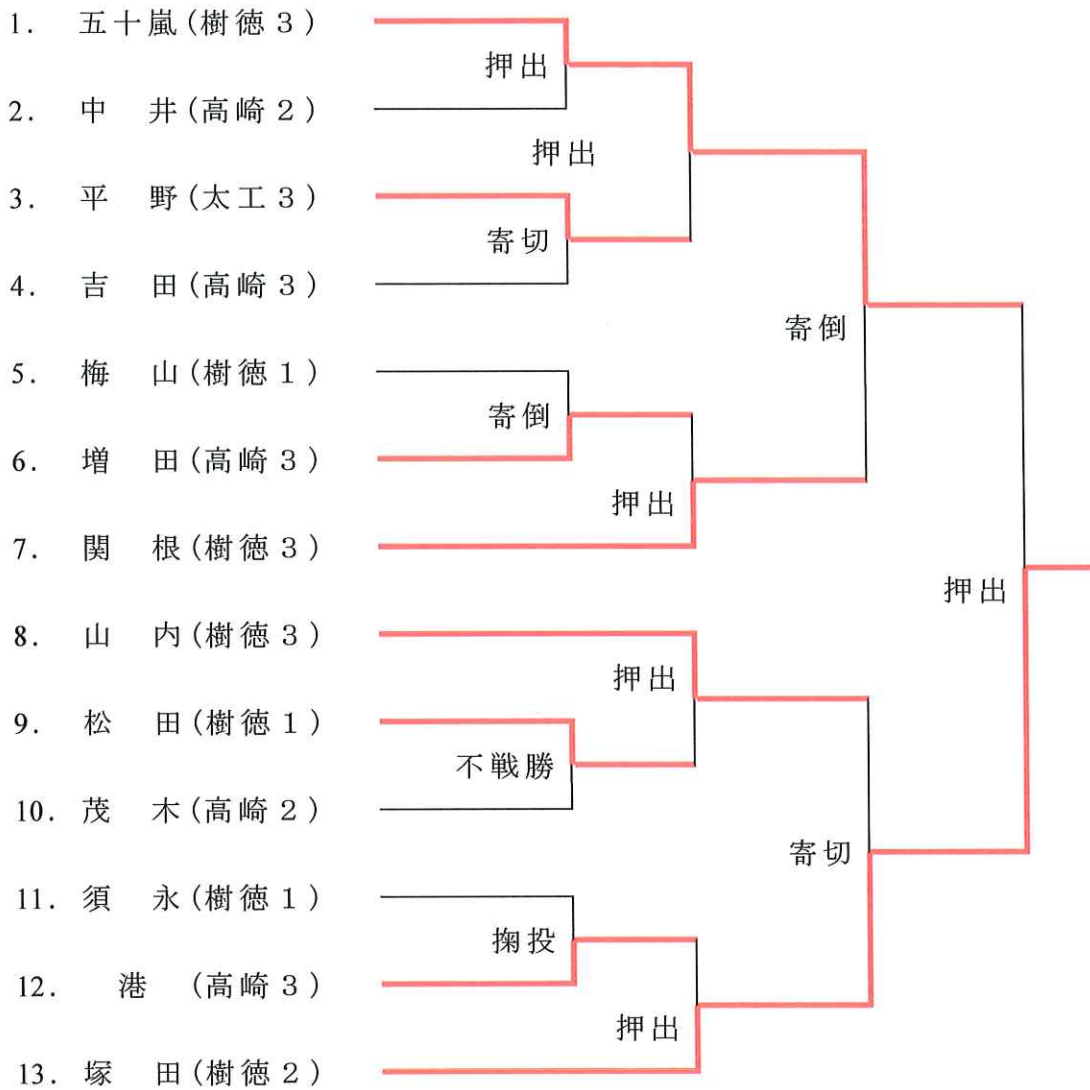 1. 五十嵐(樹徳3)
押出
2. 中 井(高崎2)
押出
3. 平 野(太工3)
寄切
4. 吉 田(高崎3)
寄倒
5. 梅 山(樹徳1)
寄倒
6. 増 田(高崎3)
押出
7. 関 根(樹徳3)
押出
8. 山 内(樹徳3)
押出
9. 松 田(樹徳1)
不戦勝
10. 茂 木(高崎2)
寄切
11. 須 永(樹徳1)
掬投
12. 港 (高崎3)
押出
13. 塚 田(樹徳2)